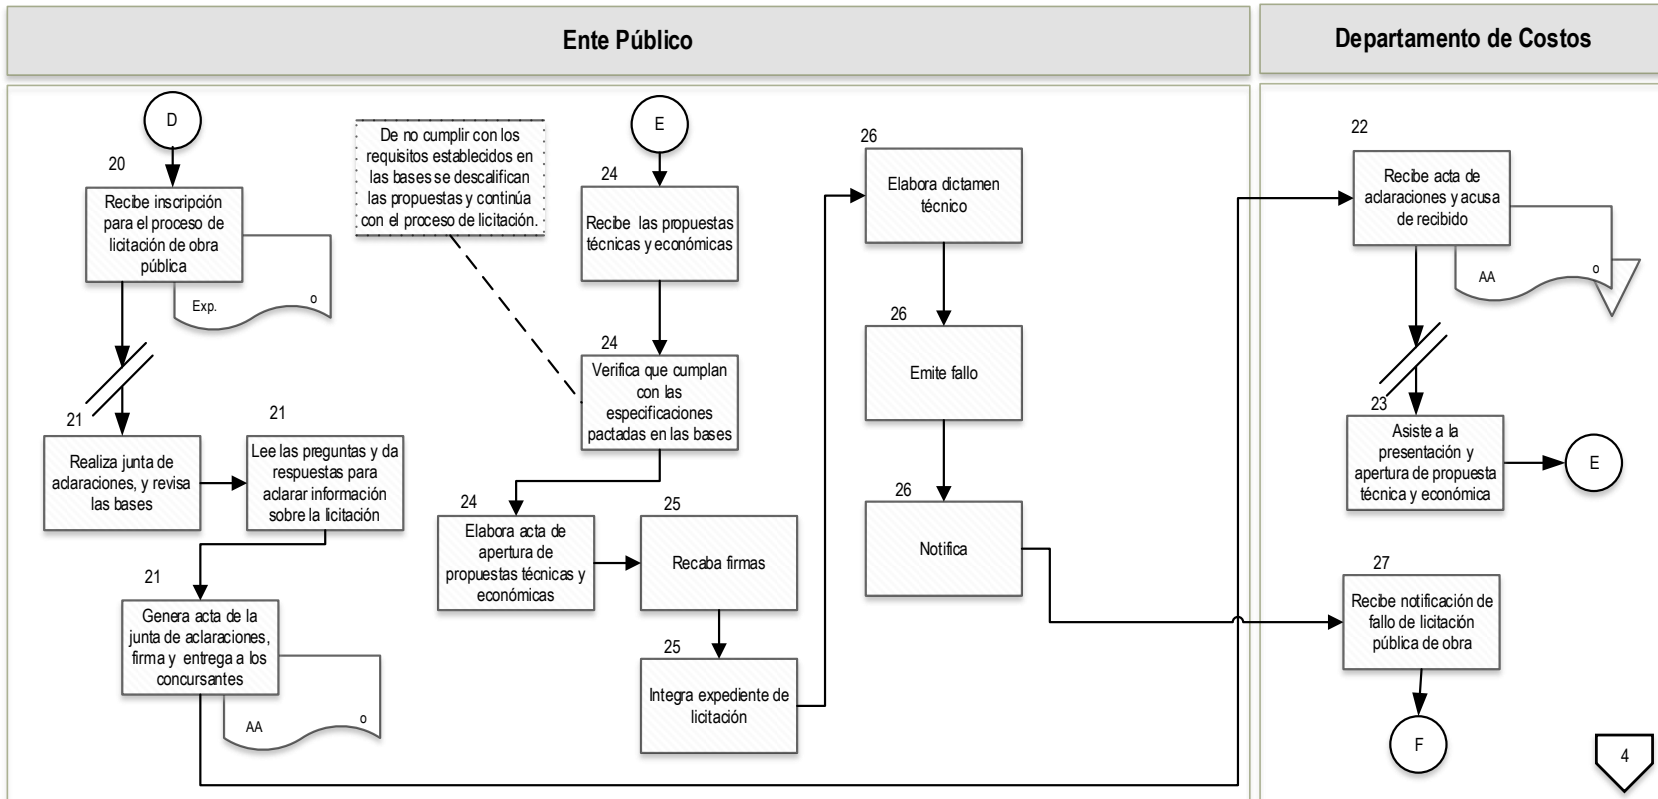 Ente Público
Departamento de Costos
D
20
Recibe inscripción
para el proceso de
licitación de obra
pública
Exp.
o
21
Realiza junta de
aclaraciones, y revisa
las bases
21
Lee las preguntas y da
respuestas para
aclarar información
sobre la licitación
21
Genera acta de la
junta de aclaraciones,
firma y entrega a los
concursantes
AA
o
De no cumplir con los
requisitos establecidos en
las bases se descalifican
las propuestas y continúa
con el proceso de licitación.
E
24
Recibe las propuestas
técnicas y económicas
24
Verifica que cumplan
con las
especificaciones
pactadas en las bases
24
Elabora acta de
apertura de
propuestas técnicas y
económicas
25
Recaba firmas
25
Integra expediente de
licitación
26
Elabora dictamen
técnico
26
Emite fallo
26
Notifica
22
Recibe acta de
aclaraciones y acusa
de recibido
AA
o
23
Asiste a la
presentación y
apertura de propuesta
técnica y económica
E
27
Recibe notificación de
fallo de licitación
pública de obra
F
4